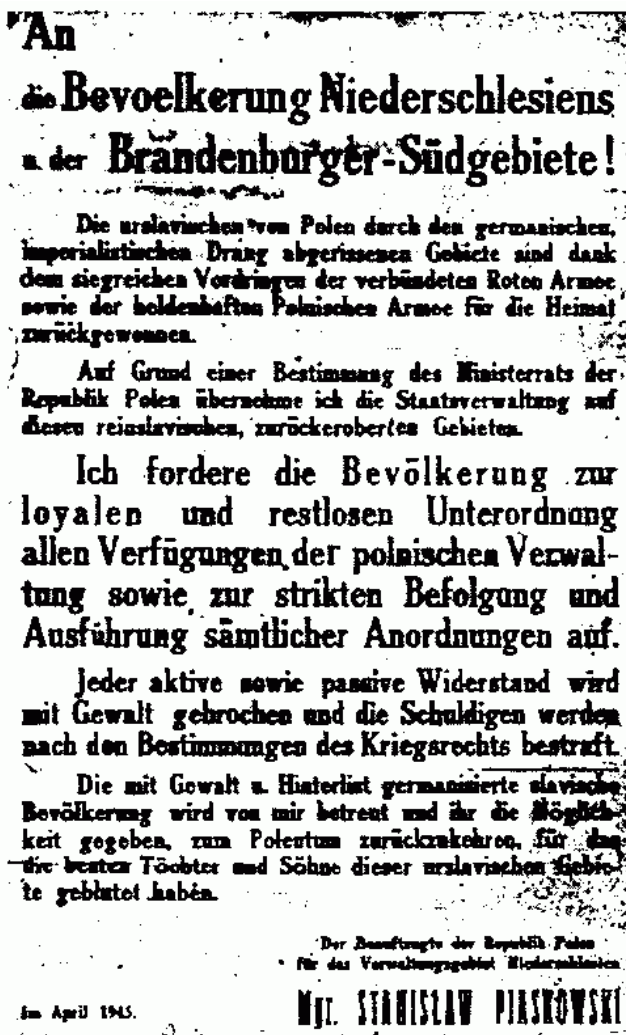 An
die Bevoelkerung Niederschlesiens
u. der Brandenburger-Südgebiete!
Die urslavischen von Polen durch den germanischen,
imperialistischen Drang abgerissenen Gebiete sind dank
dem siegreichen Vordringen der verbündeten Roten Armee
sowie der heldenhaften Polnischen Armee für die Heimat
zurückgewonnen.
Auf Grund einer Bestimmung des Ministerrats der
Republik Polen übernehme ich die Staatsverwaltung auf
diesen reinslavischen, zurückeroberten Gebieten.
Ich fordere die Bevölkerung zur
loyalen und restlosen Unterordnung
allen Verfügungen der polnischen Verwal-
tung sowie zur strikten Befolgung und
Ausführung sämtlicher Anordnungen auf.
Jeder aktive sowie passive Widerstand wird
mit Gewalt gebrochen und die Schuldigen werden
nach den Bestimmungen des Kriegsrechts bestraft.
Die mit Gewalt u. Hinterlist germanisierte slavische
Bevölkerung wird von mir betreut und ihr die Möglich-
keit gegeben, zum Polentum zurückzukehren, für das
die besten Töchter und Söhne dieser urslavischen Gebie-
te geblutet haben.
Der Beauftragte der Republik Polen
für das Verwaltungsgebiet Niederschlesien
Im April 1945.
Mgr. STANISŁAW PIASKOWSKI